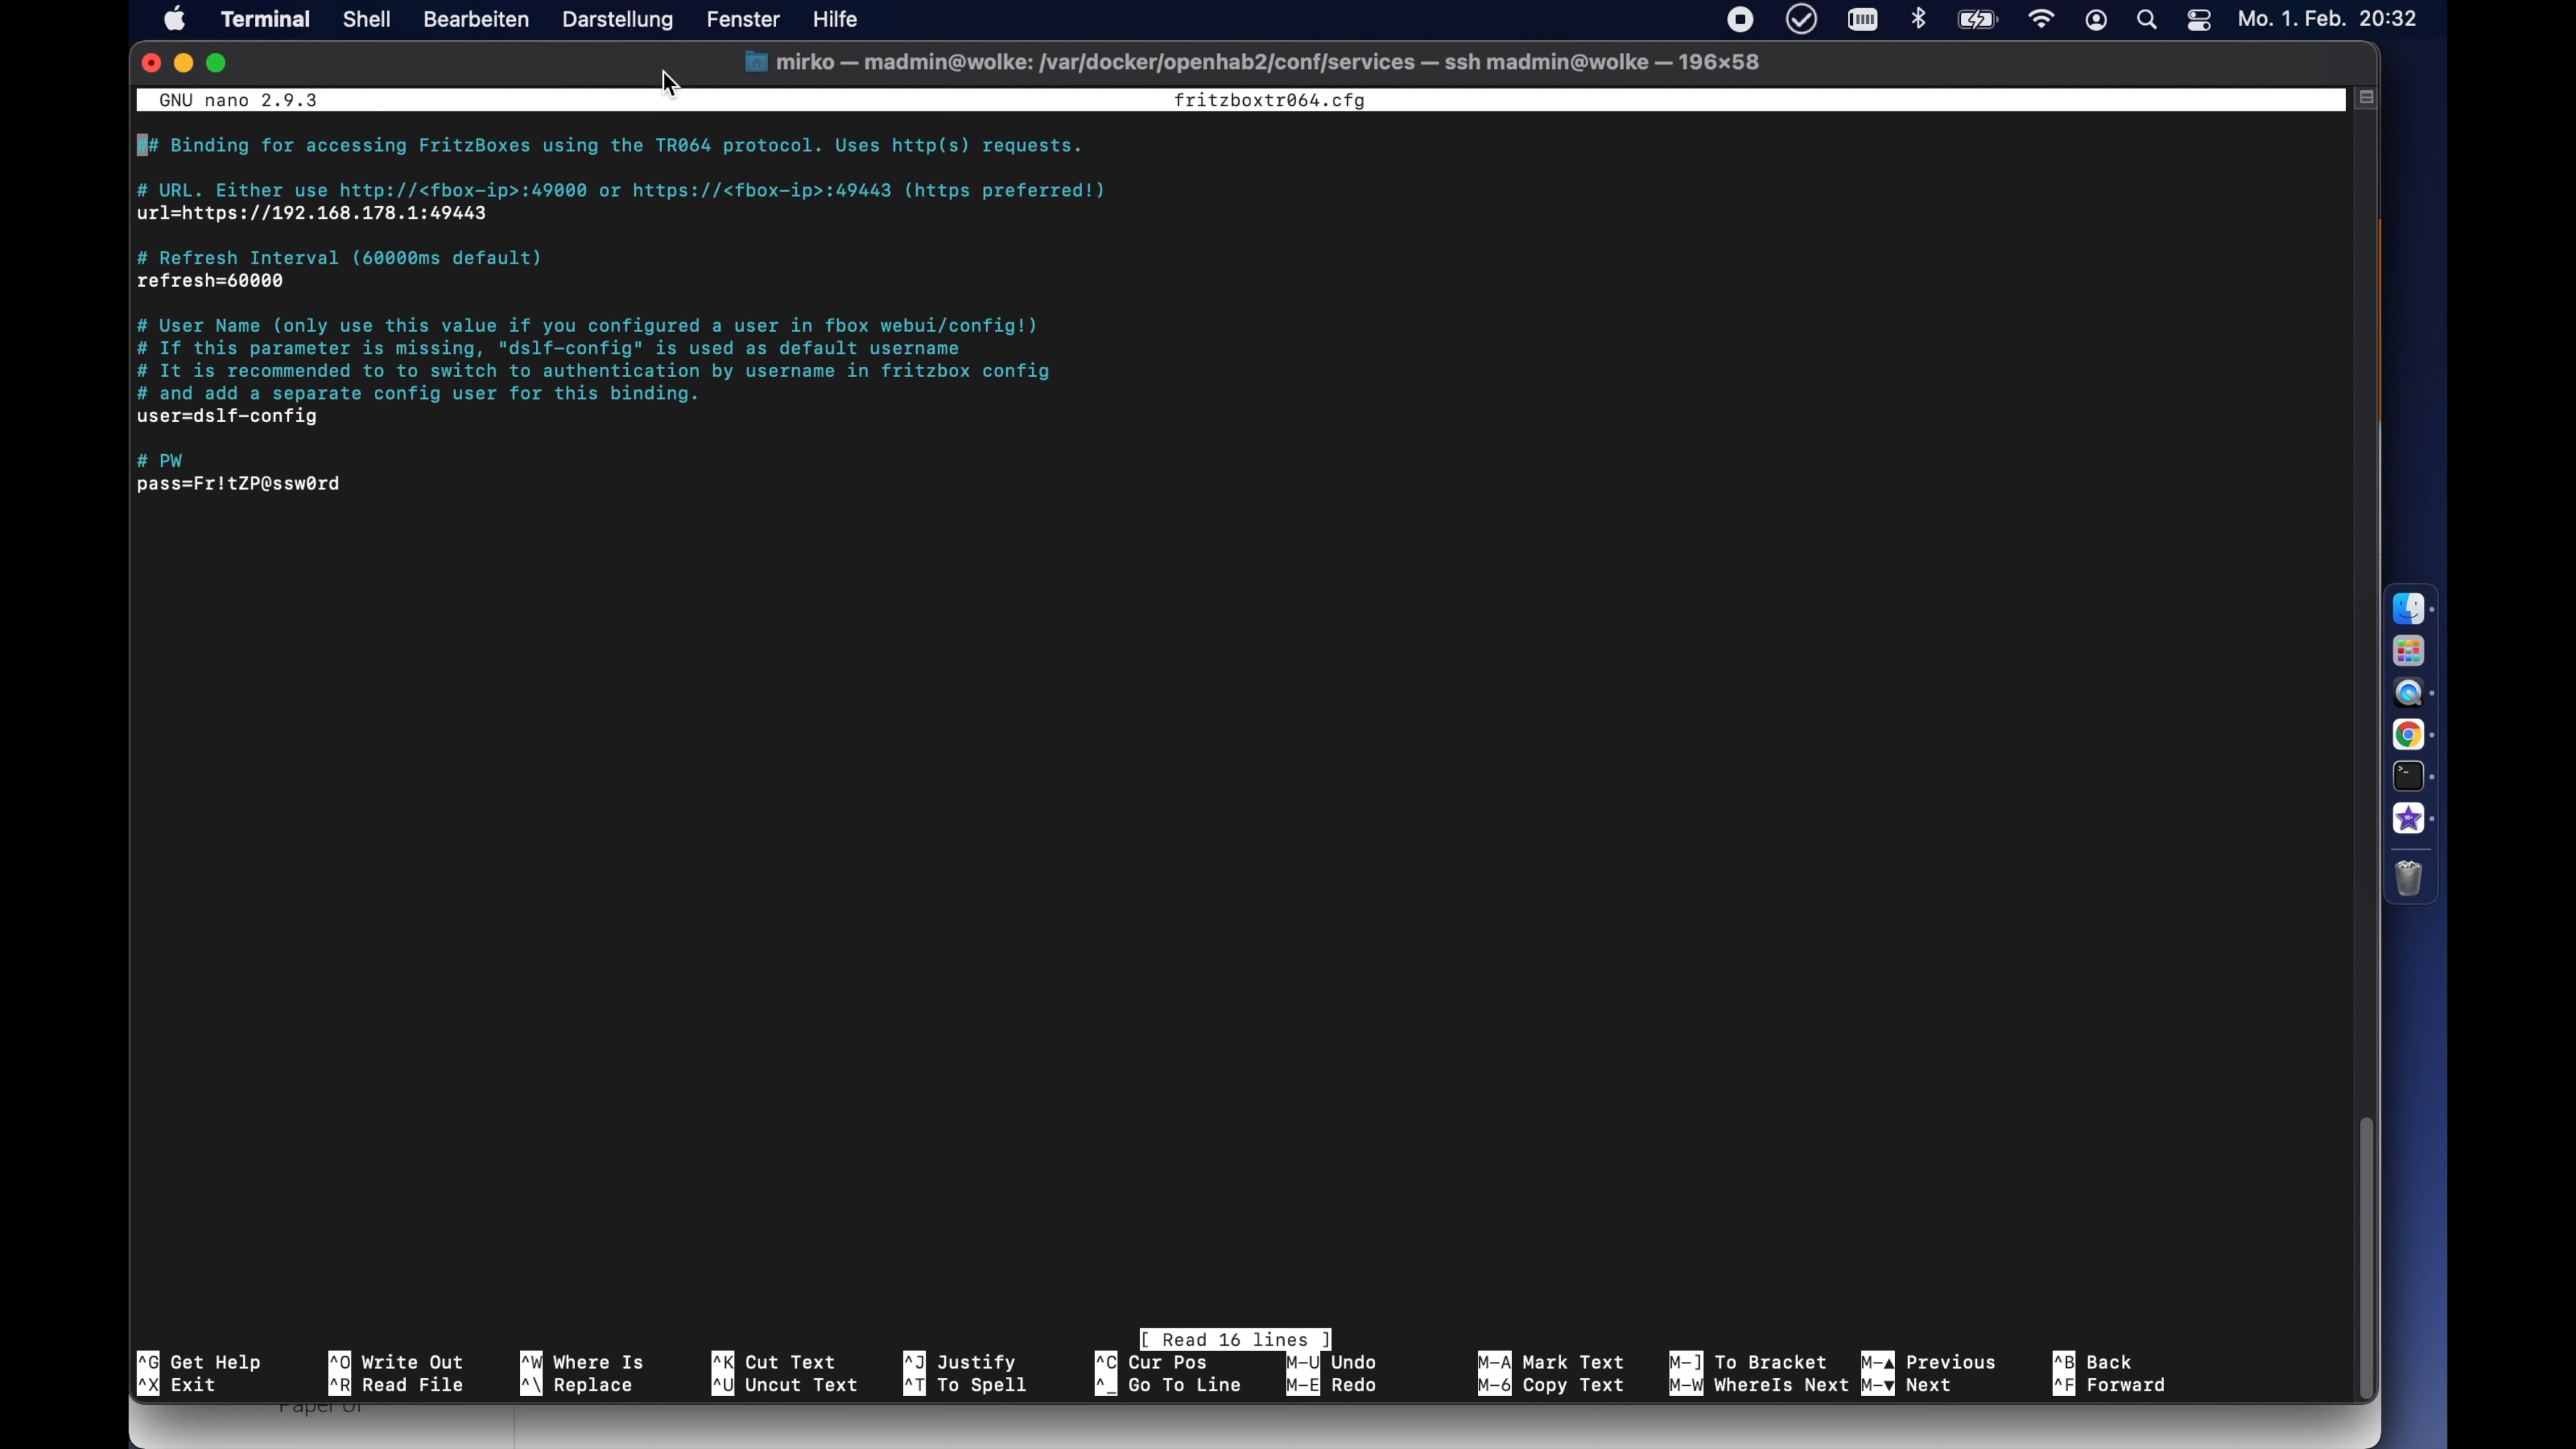 Terminal Shell Bearbeiten Darstellung Fenster Hilfe Mo. 1. Feb. 20:32
mirko — madmin@wolke: /var/docker/openhab2/conf/services — ssh madmin@wolke — 196×58
GNU nano 2.9.3 fritzboxtr064.cfg
## Binding for accessing FritzBoxes using the TR064 protocol. Uses http(s) requests.
# URL. Either use http://<fbox-ip>:49000 or https://<fbox-ip>:49443 (https preferred!)
url=https://192.168.178.1:49443
# Refresh Interval (60000ms default)
refresh=60000
# User Name (only use this value if you configured a user in fbox webui/config!)
# If this parameter is missing, "dslf-config" is used as default username
# It is recommended to to switch to authentication by username in fritzbox config
# and add a separate config user for this binding.
user=dslf-config
# PW
pass=Fr!tZP@ssw0rd
[ Read 16 lines ]
^G Get Help ^O Write Out ^W Where Is ^K Cut Text ^J Justify ^C Cur Pos M-U Undo M-A Mark Text M-] To Bracket M-▲ Previous ^B Back
^X Exit ^R Read File ^\ Replace ^U Uncut Text ^T To Spell ^_ Go To Line M-E Redo M-6 Copy Text M-W WhereIs Next M-▼ Next ^F Forward
Paper UI